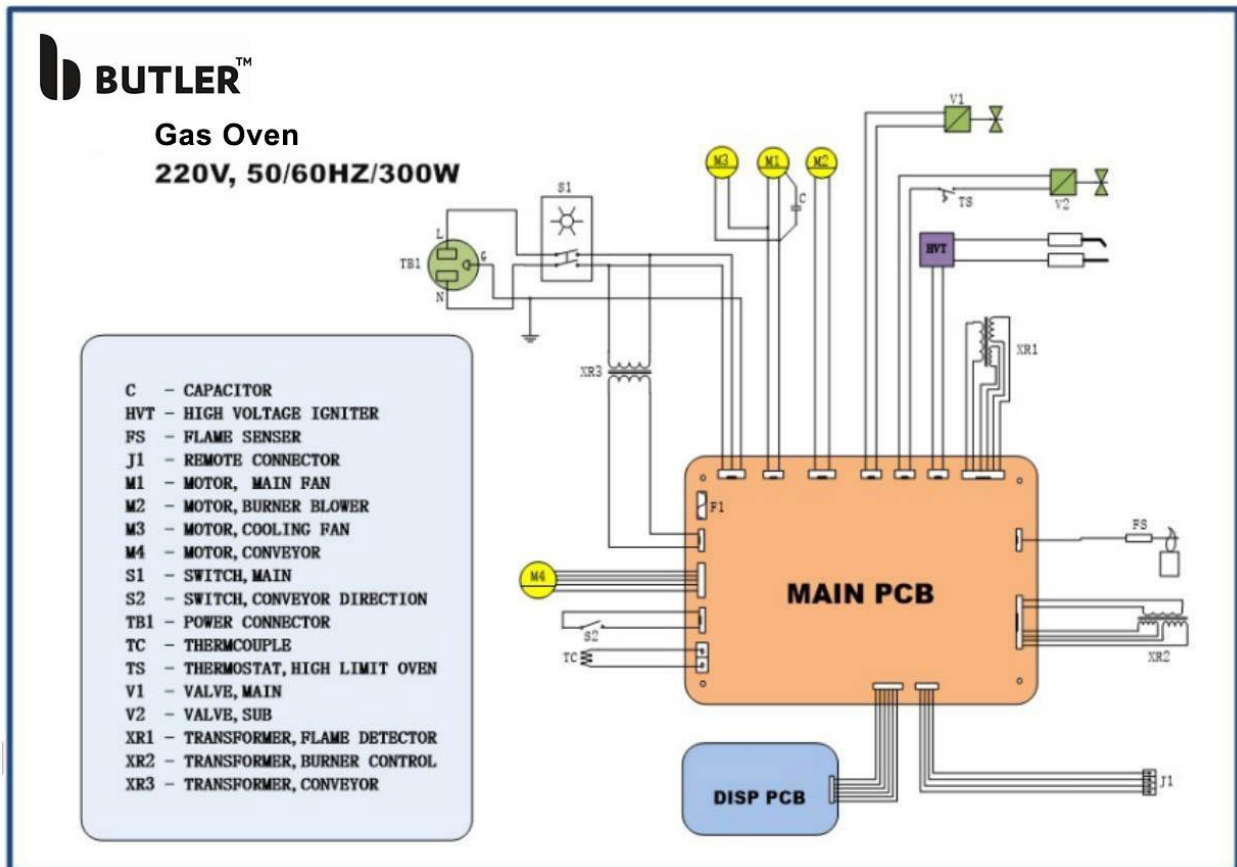 BUTLER™
Gas Oven
220V, 50/60HZ/300W
V1
M3
M1
M2
S1
C
TS
V2
L
G
TB1
N
HVT
XR1
XR3
C - CAPACITOR
HVT - HIGH VOLTAGE IGNITER
FS - FLAME SENSER
J1 - REMOTE CONNECTOR
M1 - MOTOR, MAIN FAN
M2 - MOTOR, BURNER BLOWER
M3 - MOTOR, COOLING FAN
M4 - MOTOR, CONVEYOR
S1 - SWITCH, MAIN
S2 - SWITCH, CONVEYOR DIRECTION
TB1 - POWER CONNECTOR
TC - THERMCOUPLE
TS - THERMOSTAT, HIGH LIMIT OVEN
V1 - VALVE, MAIN
V2 - VALVE, SUB
XR1 - TRANSFORMER, FLAME DETECTOR
XR2 - TRANSFORMER, BURNER CONTROL
XR3 - TRANSFORMER, CONVEYOR
F1
FS
M4
MAIN PCB
S2
TC
XR2
DISP PCB
J1